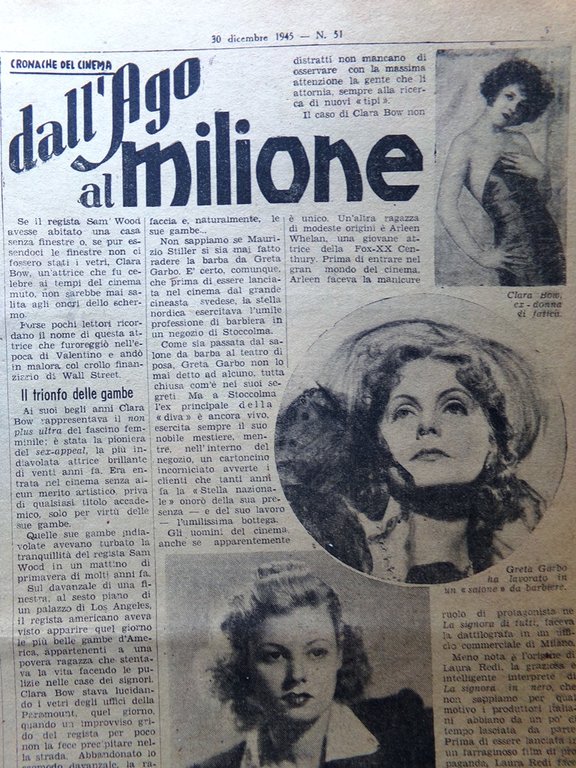 30 dicembre 1945 — N. 51
CRONACHE DEL CINEMA
dall'Ago
al milione
Se il regista Sam Wood
avesse abitato una casa
senza finestre o, se pur es-
sendoci le finestre non ci
fossero stati i vetri, Clara
Bow, un'attrice che fu ce-
lebre ai tempi del cinema
muto, non sarebbe mai sa-
lita agli onori dello scher-
mo.
Forse pochi lettori ricor-
dano il nome di questa at-
trice che furoreggiò nell'e-
poca di Valentino e andò
in malora, col crollo finan-
ziario di Wall Street.
Il trionfo delle gambe
Ai suoi begli anni Clara
Bow rappresentava il non
plus ultra del fascino fem-
minile; è stata la pioniera
del sex-appeal, la più in-
diavolata attrice brillante
di venti anni fa. Era en-
trata nel cinema senza al-
cun merito artistico, priva
di qualsiasi titolo accade-
mico, solo per virtù delle
sue gambe.
Quelle sue gambe india-
volate avevano turbato la
tranquillità del regista Sam
Wood in un mattino di
primavera di molti anni fa.
Sul davanzale di una fi-
nestra, al sesto piano di
un palazzo di Los Angeles,
il regista americano aveva
visto apparire quel giorno
le più belle gambe d'Ame-
rica, appartenenti a una
povera ragazza che stenta-
va la vita facendo le pu-
lizie nelle case dei signori.
Clara Bow stava lucidan-
do i vetri degli uffici della
Paramount, quel giorno,
quando un improvviso gri-
do del regista per poco
non la fece precipitare nel-
la strada. Abbandonato lo
scomodo davanzale, la ra-
faccia e, naturalmente, le
sue gambe...
Non sappiamo se Mauri-
zio Stiller si sia mai fatto
radere la barba da Greta
Garbo. E' certo, comunque,
che prima di essere lancia-
ta nel cinema dal grande
cineasta svedese, la stella
nordica esercitava l'umile
professione di barbiera in
un negozio di Stoccolma.
Come sia passata dal sa-
lone da barba al teatro di
posa, Greta Garbo non lo
ha mai detto ad alcuno, tutta
chiusa com'è nei suoi se-
greti. Ma a Stoccolma
l'ex principale della
«diva» è ancora vivo,
esercita sempre il suo
nobile mestiere, men-
tre, nell'interno del
negozio, un cartoncino
incorniciato avverte i
clienti che tanti anni
fa la «Stella naziona-
le» onorò della sua pre-
senza — e del suo lavoro
— l'umilissima bottega.
Gli uomini del cinema,
anche se apparentemente
distratti non mancano di
osservare con la massima
attenzione la gente che li
attornia, sempre alla ricer-
ca di nuovi «tipi».
Il caso di Clara Bow non
è unico. Un'altra ragazza
di modeste origini è Arleen
Whelan, una giovane at-
trice della Fox-XX Cen-
thury. Prima di entrare nel
gran mondo del cinema,
Arleen faceva la manicure
Clara Bow,
ex-donna
di fatica.
Greta Garbo
ha lavorato in
un «salone» da barbiere.
ruolo di protagonista ne
La signora di tutti, faceva
la dattilografa in un uffi-
cio commerciale di Milano.
Meno nota è l'origine di
Laura Redi, la graziosa e
intelligente interprete di
La signora in nero, che
non sappiamo per qual
motivo i produttori italia-
ni abbiano da un po' di
tempo lasciata da parte.
Prima di essere lanciata in
un farraginoso film di pro-
paganda, Laura Redi face-